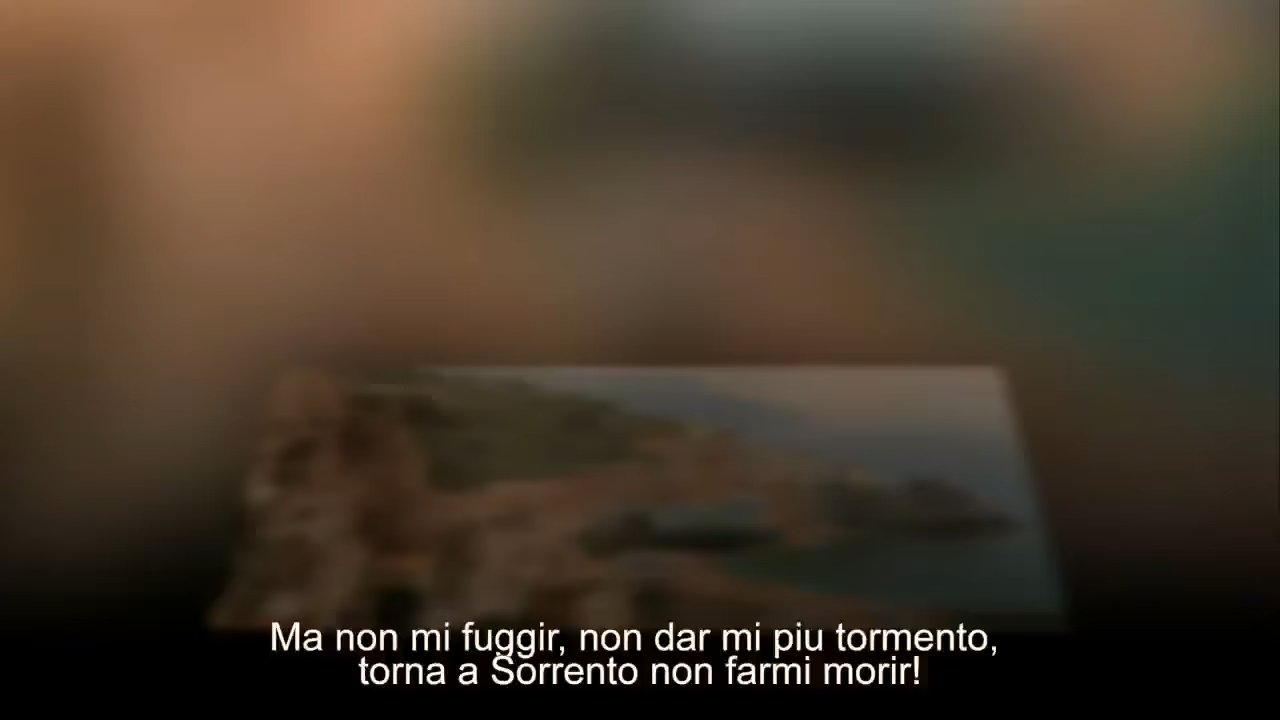 Ma non mi fuggir, non dar mi piu tormento,
torna a Sorrento non farmi morir!